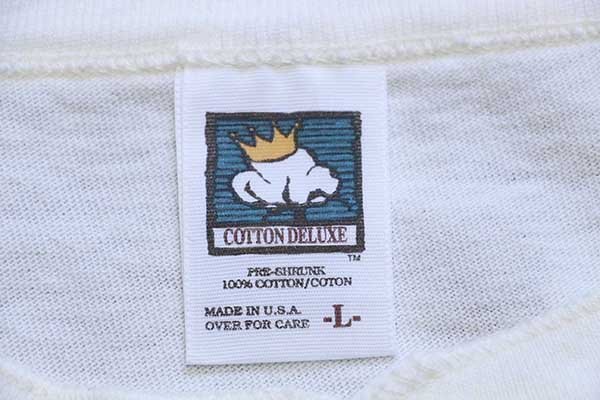 COTTON DELUXE
TM
PRE-SHRUNK
100% COTTON/COTON
MADE IN U.S.A.
OVER FOR CARE
-L-